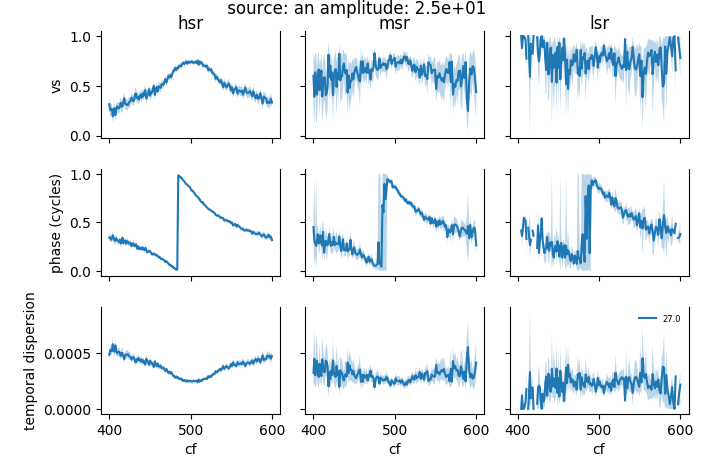 source: an amplitude: 2.5e+01
hsr msr lsr
vs
1.0
0.5
0.0
phase (cycles)
1.0
0.5
0.0
temporal dispersion
0.0005
0.0000
27.0
400 500 600 400 500 600 400 500 600
cf cf cf